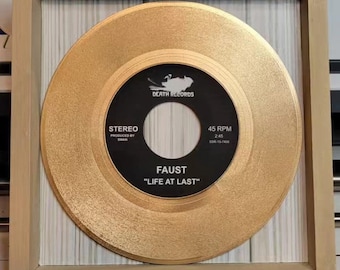 DEATH RECORDS
STEREO
PRODUCED BY
SWAN
45 RPM
2:45
FAUST
"LIFE AT LAST"